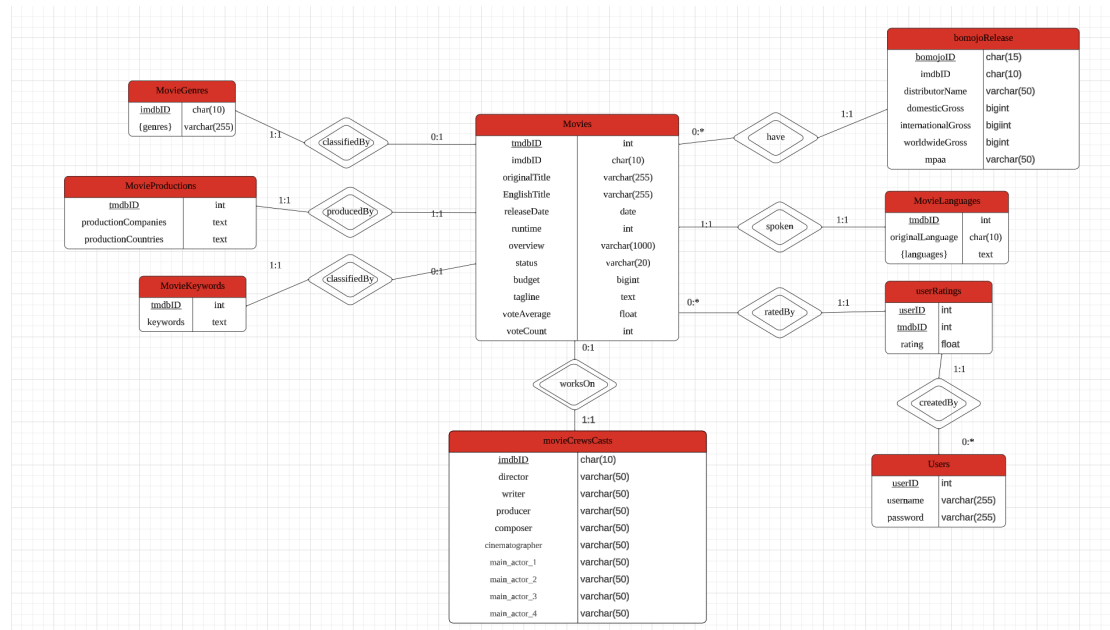 bomojoRelease
bomojoID char(15)
imdbID char(10)
distributorName varchar(50)
domesticGross bigint
internationalGross bigiint
worldwideGross bigint
mpaa varchar(50)
MovieGenres
imdbID char(10)
{genres} varchar(255)
1:1
classifiedBy
0:1
Movies
tmdbID int
imdbID char(10)
originalTitle varchar(255)
EnglishTitle varchar(255)
releaseDate date
runtime int
overview varchar(1000)
status varchar(20)
budget bigint
tagline text
voteAverage float
voteCount int
0:*
have
1:1
MovieProductions
tmdbID int
productionCompanies text
productionCountries text
1:1
producedBy
1:1
1:1
spoken
1:1
MovieLanguages
tmdbID int
originalLanguage char(10)
{languages} text
MovieKeywords
tmdbID int
keywords text
1:1
classifiedBy
0:1
0:*
ratedBy
1:1
userRatings
userID int
tmdbID int
rating float
0:1
worksOn
1:1
1:1
createdBy
0:*
movieCrewsCasts
imdbID char(10)
director varchar(50)
writer varchar(50)
producer varchar(50)
composer varchar(50)
cinematographer varchar(50)
main_actor_1 varchar(50)
main_actor_2 varchar(50)
main_actor_3 varchar(50)
main_actor_4 varchar(50)
Users
userID int
username varchar(255)
password varchar(255)